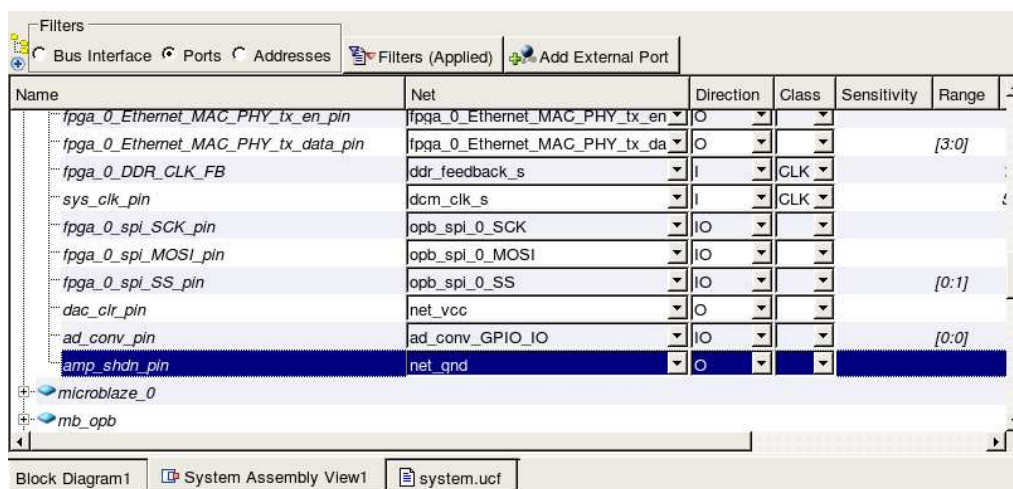 Filters
Bus Interface Ports Addresses Filters (Applied) Add External Port
Name Net Direction Class Sensitivity Range
fpga_0_Ethernet_MAC_PHY_tx_en_pin fpga_0_Ethernet_MAC_PHY_tx_en O
fpga_0_Ethernet_MAC_PHY_tx_data_pin fpga_0_Ethernet_MAC_PHY_tx_da O [3:0]
fpga_0_DDR_CLK_FB ddr_feedback_s I CLK
sys_clk_pin dcm_clk_s I CLK
fpga_0_spi_SCK_pin opb_spi_0_SCK IO
fpga_0_spi_MOSI_pin opb_spi_0_MOSI IO
fpga_0_spi_SS_pin opb_spi_0_SS IO [0:1]
dac_clr_pin net_vcc O
ad_conv_pin ad_conv_GPIO_IO IO [0:0]
amp_shdn_pin net_gnd O
microblaze_0
mb_opb
Block Diagram1 System Assembly View1 system.ucf